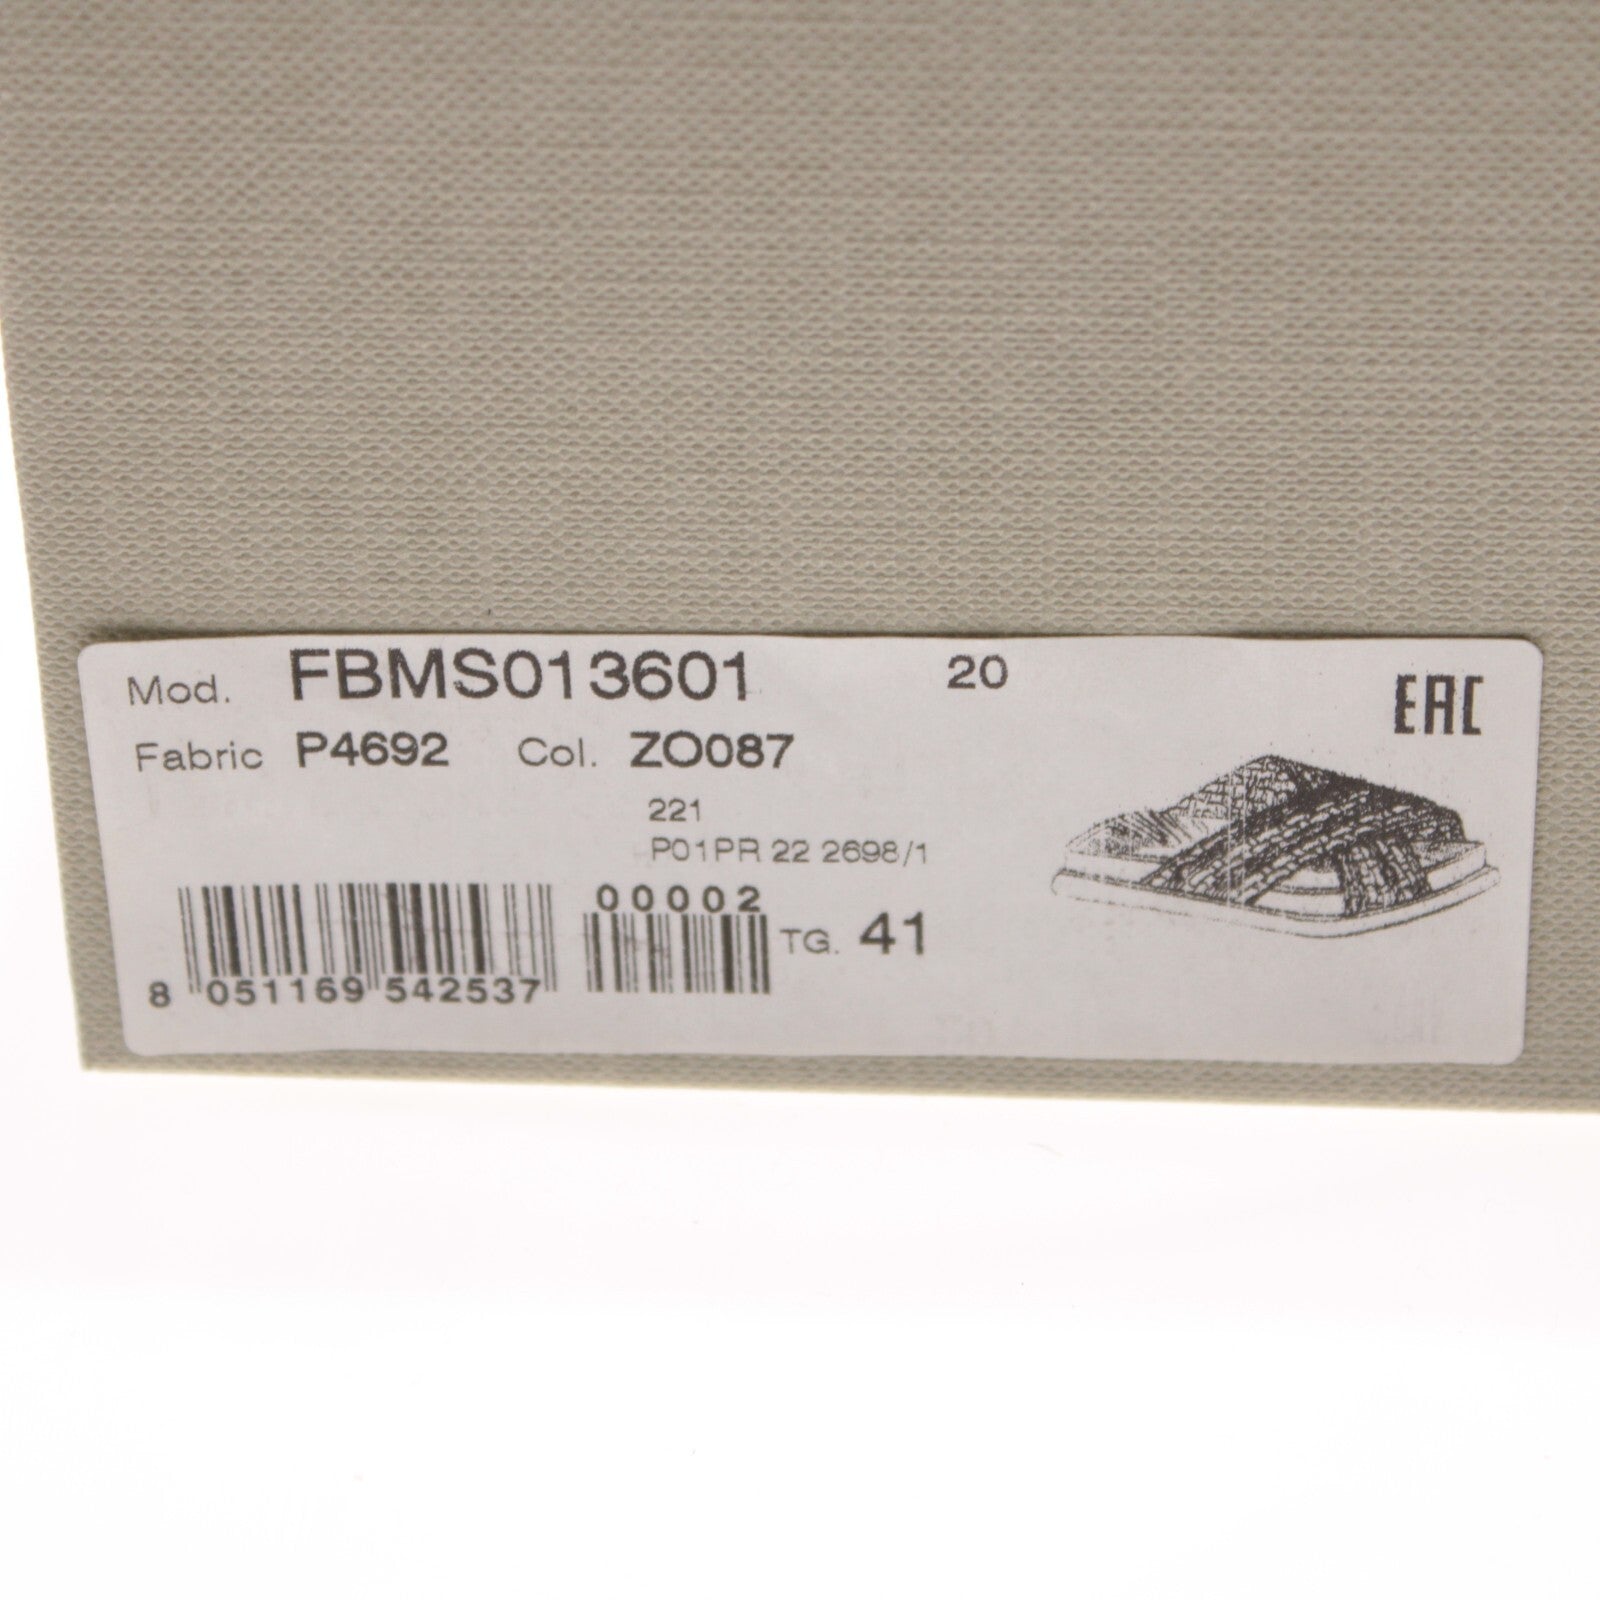 Mod. FBMS013601 20 EAC
Fabric P4692 Col. ZO087
221
P01PR 22 2698/1
00002
TG. 41
8 051169 542537